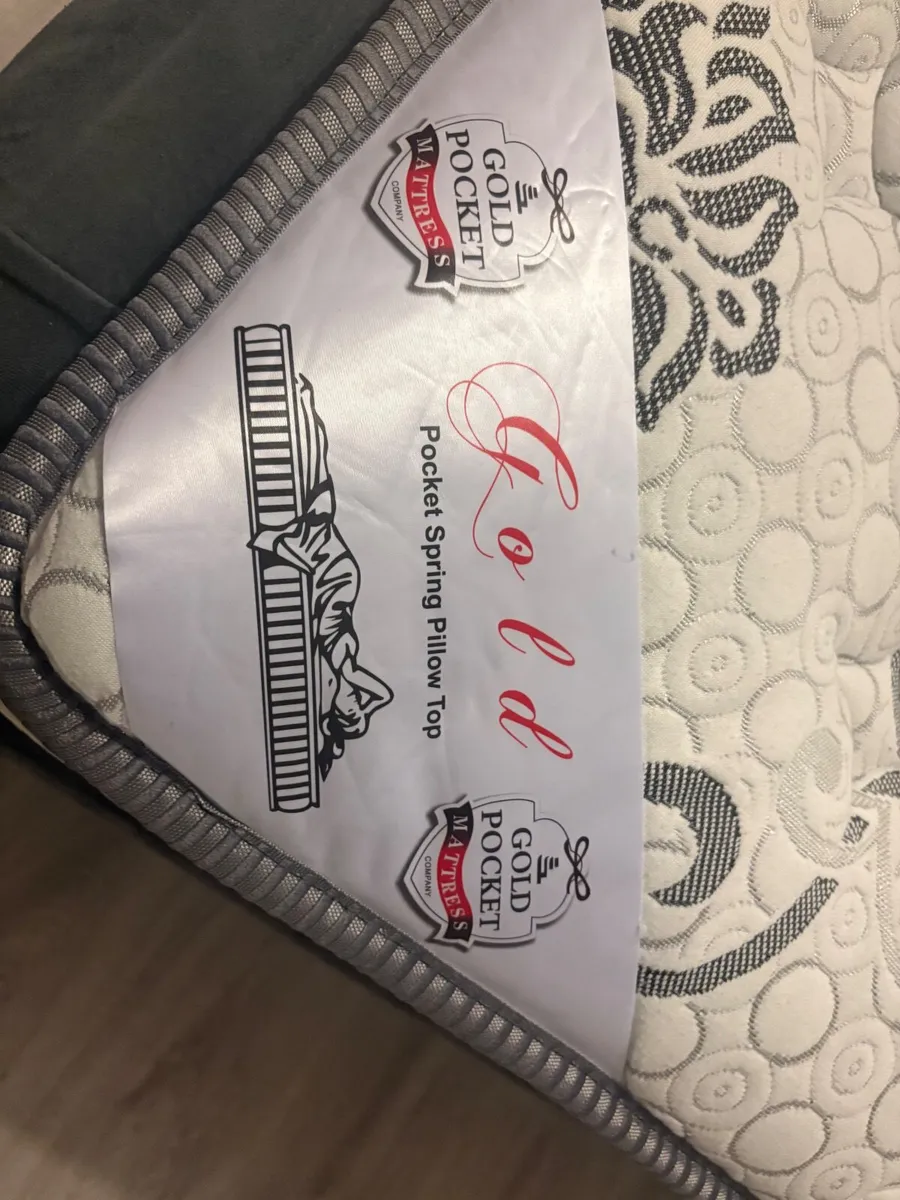 GOLD
POCKET
MATTRESS
COMPANY
Gold
Pocket Spring Pillow Top
GOLD
POCKET
MATTRESS
COMPANY